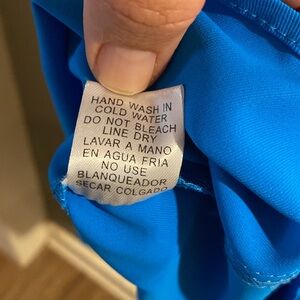 HAND WASH IN
COLD WATER
DO NOT BLEACH
LINE DRY
LAVAR A MANO
EN AGUA FRIA
NO USE
BLANQUEADOR
SECAR COLGADO